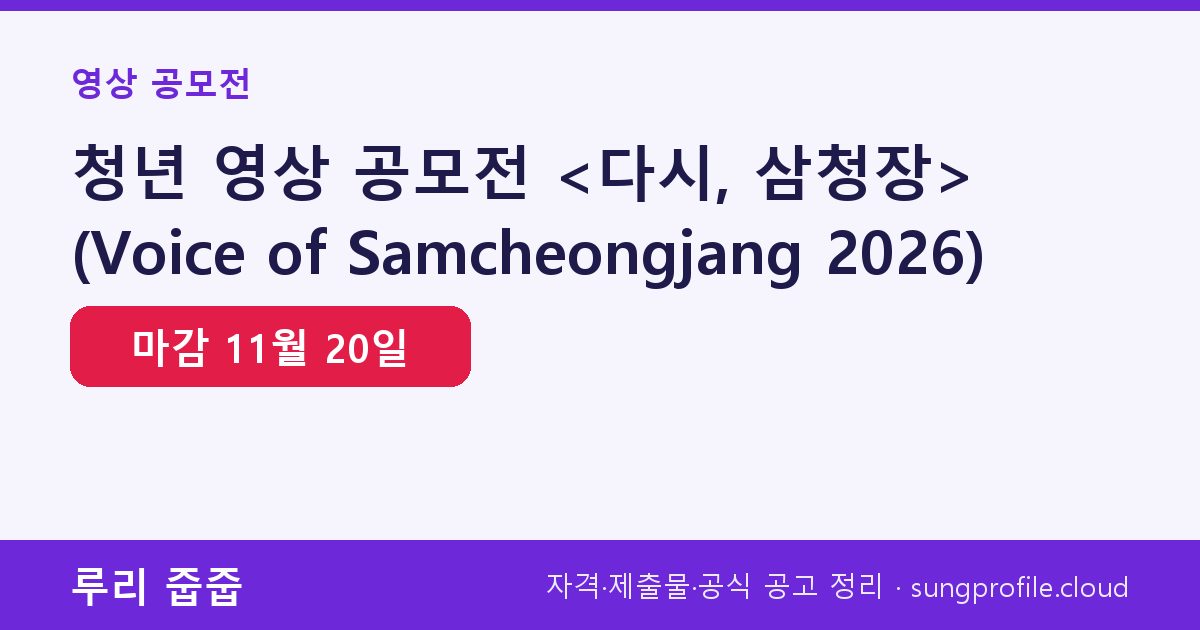 영상 공모전
청년 영상 공모전 <다시, 삼청장>
(Voice of Samcheongjang 2026)
마감 11월 20일
루리 줍줍
자격·제출물·공식 공고 정리 · sungprofile.cloud